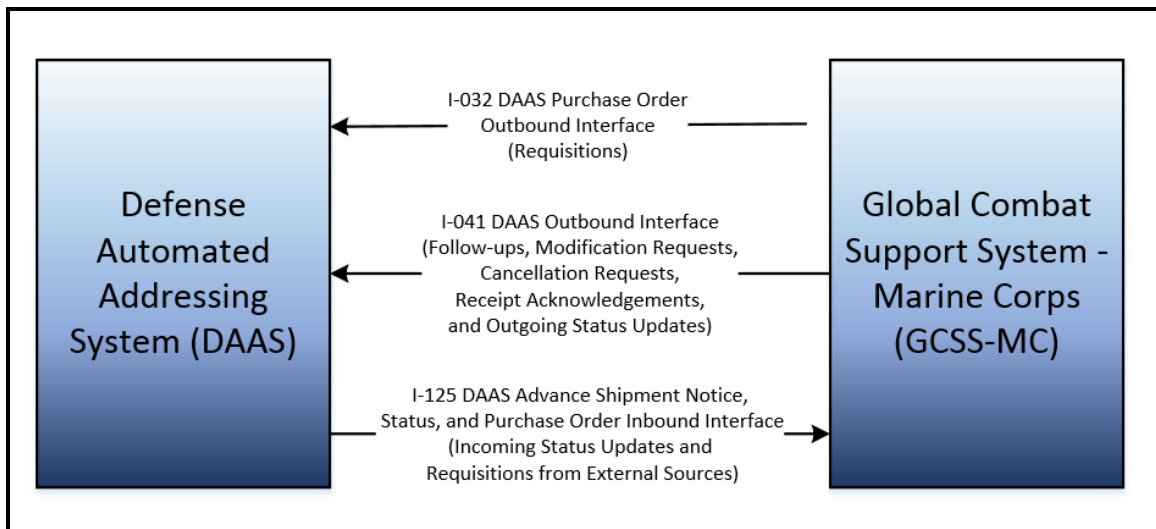 Defense
Automated
Addressing
System (DAAS)
I-032 DAAS Purchase Order
Outbound Interface
(Requisitions)
I-041 DAAS Outbound Interface
(Follow-ups, Modification Requests,
Cancellation Requests,
Receipt Acknowledgements,
and Outgoing Status Updates)
I-125 DAAS Advance Shipment Notice,
Status, and Purchase Order Inbound Interface
(Incoming Status Updates and
Requisitions from External Sources)
Global Combat
Support System -
Marine Corps
(GCSS-MC)